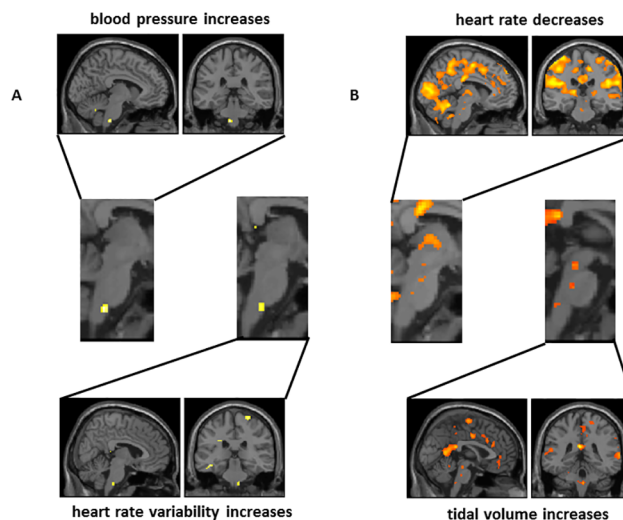 blood pressure increases
heart rate decreases
A
B
heart rate variability increases
tidal volume increases